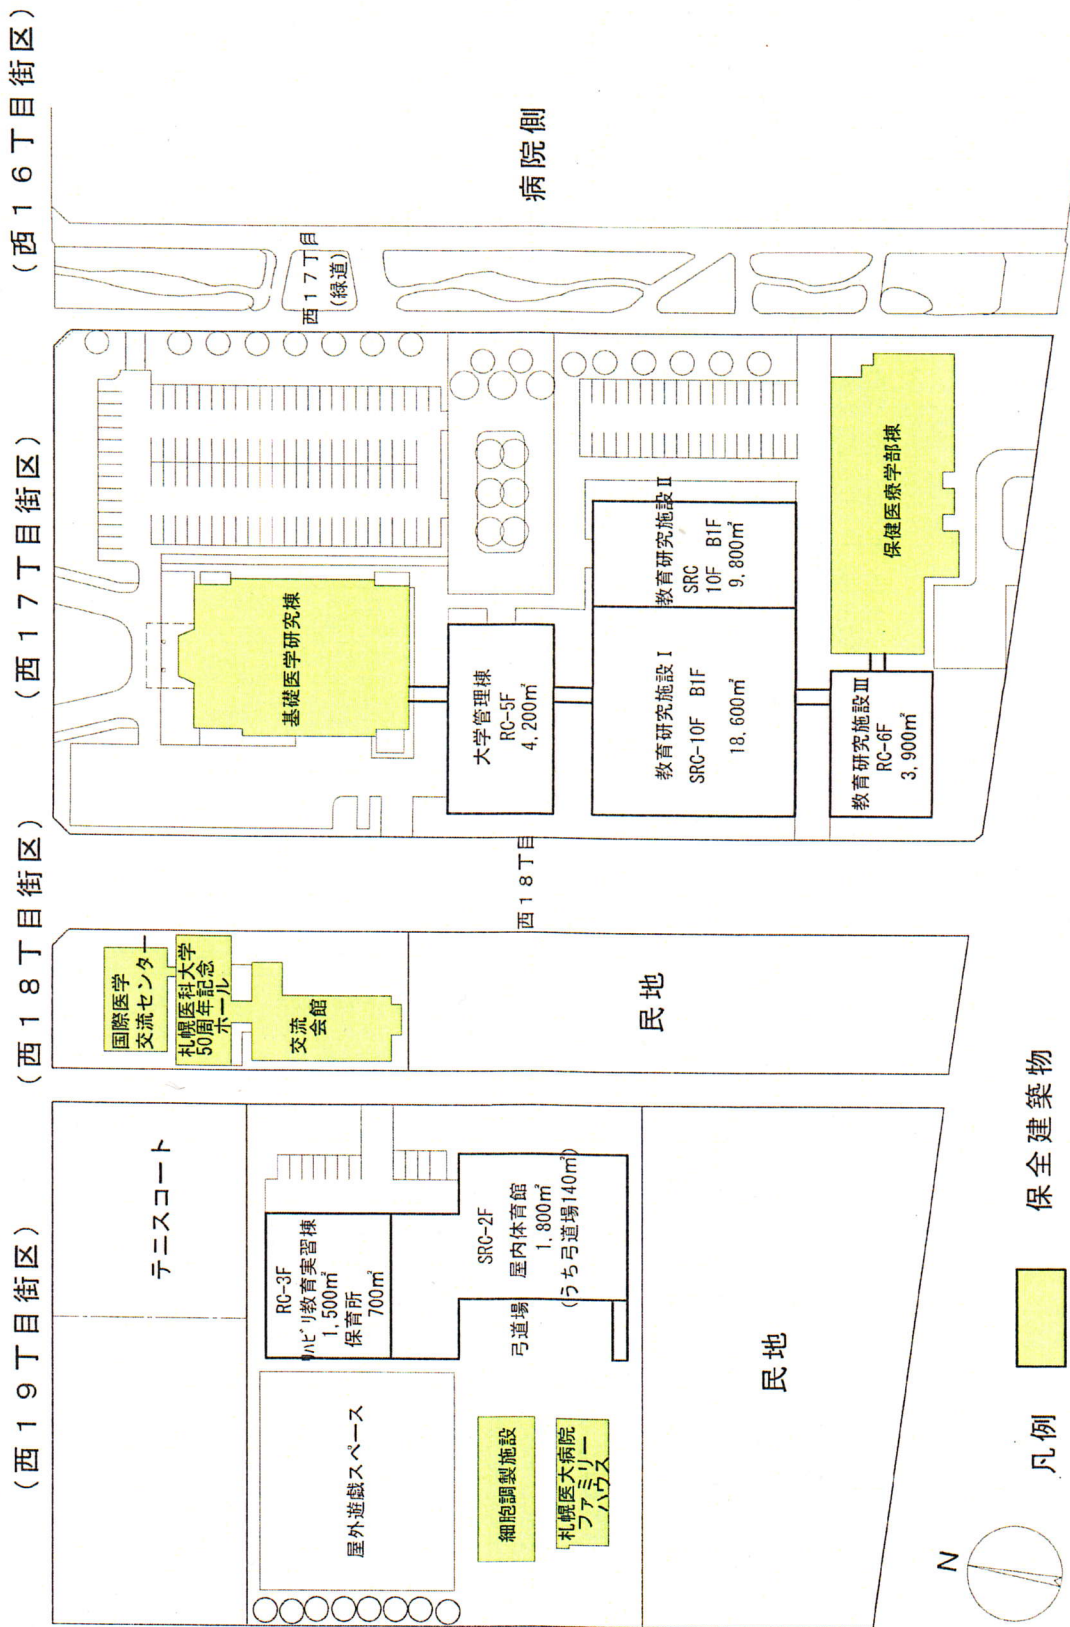 (西19丁目街区)
(西18丁目街区)
(西17丁目街区)
(西16丁目街区)
テニスコート
RC-3F
リハビリ教育実習棟
1,500㎡
保育所
700㎡
屋外遊戯スペース
SRC-2F
屋内体育館
1,800㎡
(うち弓道場140㎡)
弓道場
細胞調製施設
札幌医大病院
ファミリー
ハウス
民地
国際医学
交流センター
札幌医科大学
50周年記念
ホール
交流
会館
民地
西18丁目
基礎医学研究棟
大学管理棟
RC-5F
4,200㎡
教育研究施設Ⅰ
SRC-10F B1F
18,600㎡
教育研究施設Ⅱ
SRC
10F B1F
9,800㎡
教育研究施設Ⅲ
RC-6F
3,900㎡
保健医療学部棟
西17丁目
(緑道)
病院側
N
凡例
保全建築物